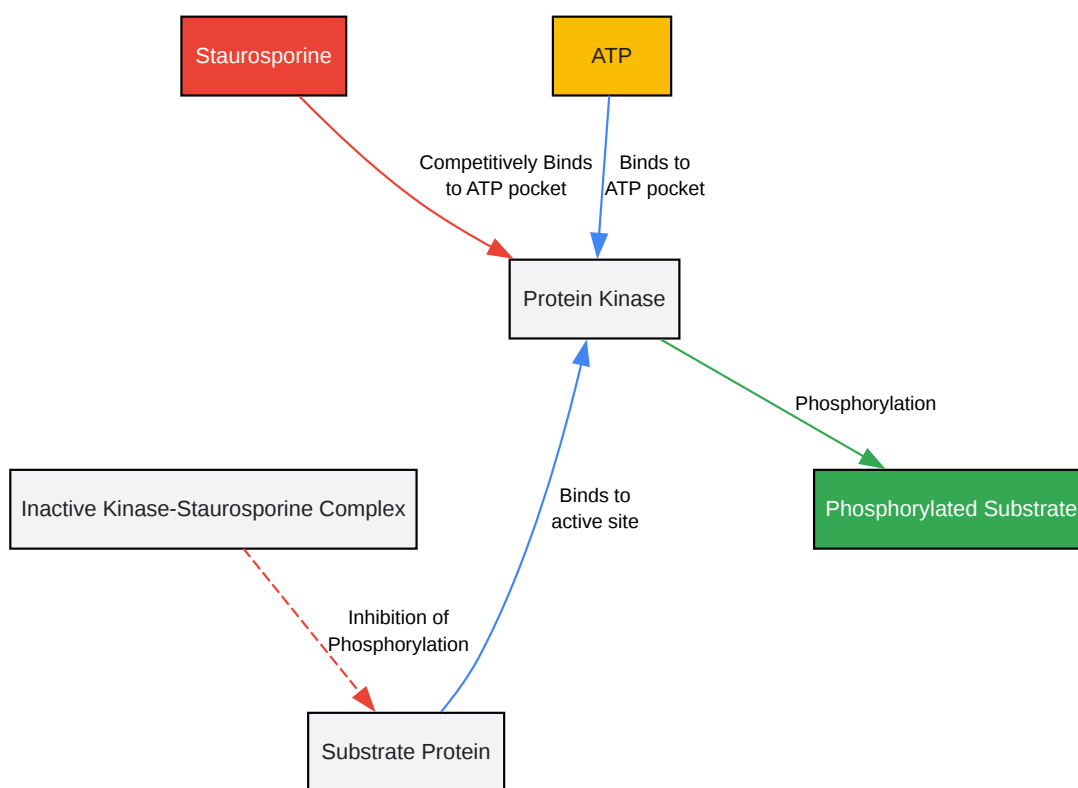 Staurosporine
ATP
Competitively Binds
to ATP pocket
Binds to
ATP pocket
Protein Kinase
Phosphorylation
Inactive Kinase-Staurosporine Complex
Binds to
active site
Phosphorylated Substrate
Inhibition of
Phosphorylation
Substrate Protein